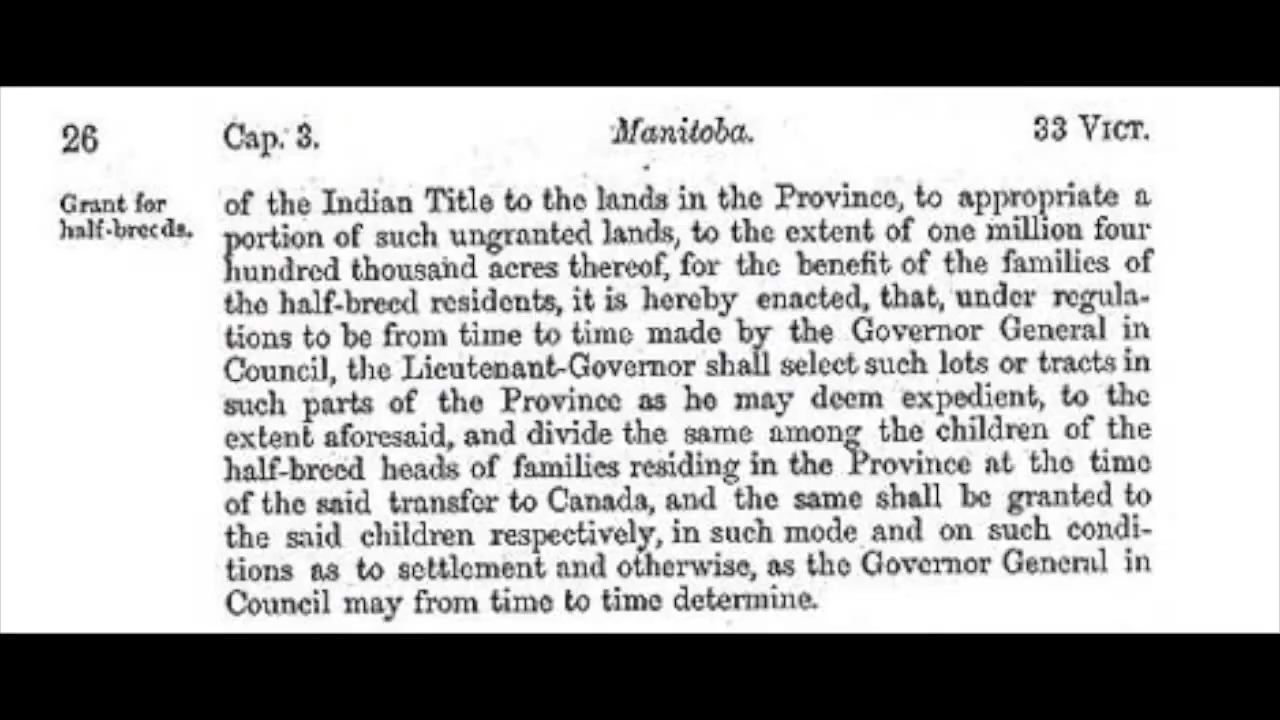 26 Cap. 3. Manitoba. 33 VICT.
Grant for
half-breeds.
of the Indian Title to the lands in the Province, to appropriate a
portion of such ungranted lands, to the extent of one million four
hundred thousand acres thereof, for the benefit of the families of
the half-breed residents, it is hereby enacted, that, under regula-
tions to be from time to time made by the Governor General in
Council, the Lieutenant-Governor shall select such lots or tracts in
such parts of the Province as he may deem expedient, to the
extent aforesaid, and divide the same among the children of the
half-breed heads of families residing in the Province at the time
of the said transfer to Canada, and the same shall be granted to
the said children respectively, in such mode and on such condi-
tions as to settlement and otherwise, as the Governor General in
Council may from time to time determine.